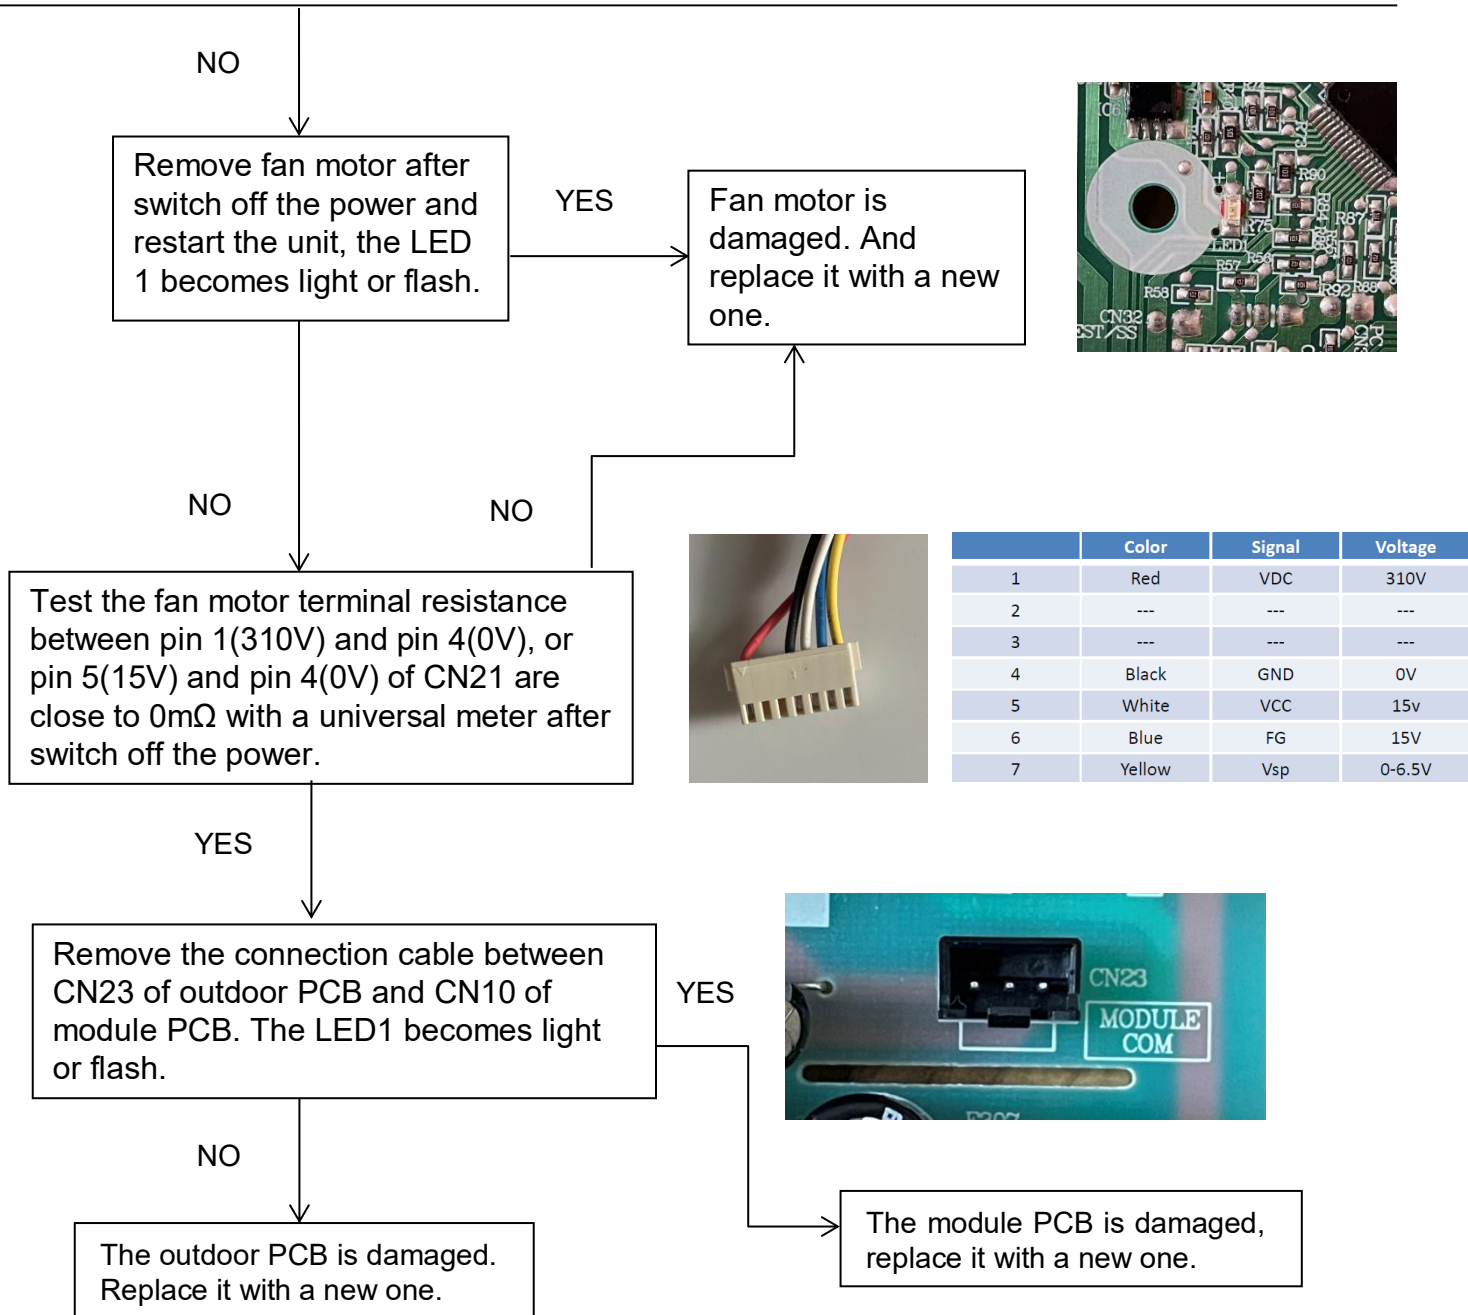 NO
Remove fan motor after
switch off the power and
restart the unit, the LED
1 becomes light or flash.
YES
Fan motor is
damaged. And
replace it with a new
one.
R73
R90
R84
R87
R75
LED1
R56
R57
R58
R92 R88
CN32
EST/SS
PC
NO
NO
Test the fan motor terminal resistance
between pin 1(310V) and pin 4(0V), or
pin 5(15V) and pin 4(0V) of CN21 are
close to 0mΩ with a universal meter after
switch off the power.
Color Signal Voltage
1 Red VDC 310V
2 --- --- ---
3 --- --- ---
4 Black GND 0V
5 White VCC 15v
6 Blue FG 15V
7 Yellow Vsp 0-6.5V
YES
Remove the connection cable between
CN23 of outdoor PCB and CN10 of
module PCB. The LED1 becomes light
or flash.
YES
CN23
MODULE
COM
NO
The module PCB is damaged,
replace it with a new one.
The outdoor PCB is damaged.
Replace it with a new one.